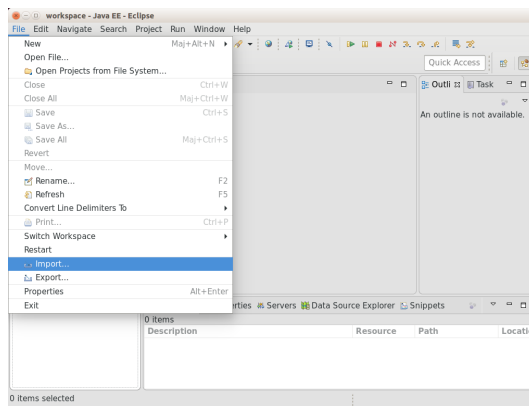 workspace - Java EE - Eclipse
File Edit Navigate Search Project Run Window Help
New Maj+Alt+N
Open File...
Open Projects from File System...
Close Ctrl+W
Close All Maj+Ctrl+W
Save Ctrl+S
Save As...
Save All Maj+Ctrl+S
Revert
Move...
Rename... F2
Refresh F5
Convert Line Delimiters To
Print... Ctrl+P
Switch Workspace
Restart
Import...
Export...
Properties Alt+Enter
Exit
Quick Access
Outli Task
An outline is not available.
erties Servers Data Source Explorer Snippets
0 items
Description Resource Path Locati
0 items selected